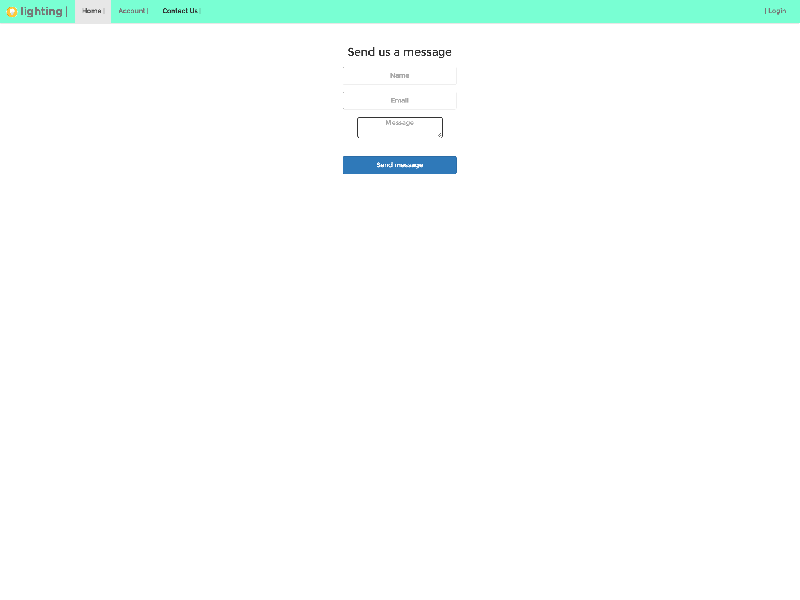 lighting |
Home |
Account |
Contact Us |
| Login
Send us a message
Name
Email
Message
Send message